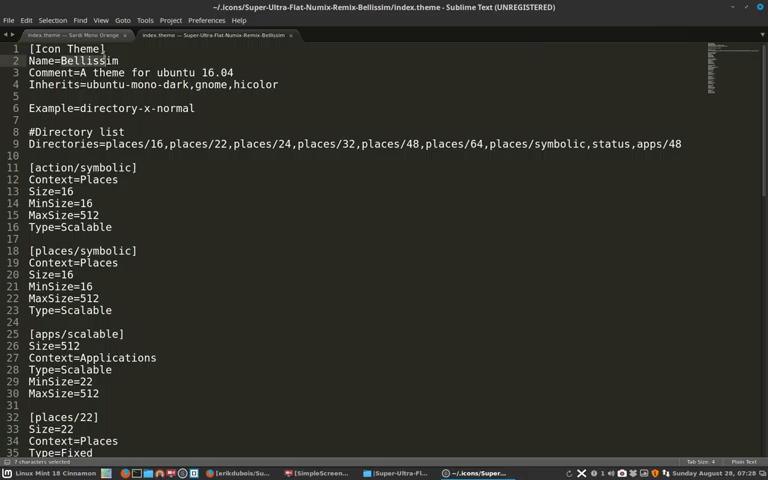 ~/.icons/Super-Ultra-Flat-Numix-Remix-Bellissim/index.theme - Sublime Text (UNREGISTERED)
File Edit Selection Find View Goto Tools Project Preferences Help
index.theme — Sardi Mono Orange × index.theme — Super-Ultra-Flat-Numix-Remix-Bellissim ×
1 [Icon Theme]
2 Name=Bellissim
3 Comment=A theme for ubuntu 16.04
4 Inherits=ubuntu-mono-dark,gnome,hicolor
5
6 Example=directory-x-normal
7
8 #Directory list
9 Directories=places/16,places/22,places/24,places/32,places/48,places/64,places/symbolic,status,apps/48
10
11 [action/symbolic]
12 Context=Places
13 Size=16
14 MinSize=16
15 MaxSize=512
16 Type=Scalable
17
18 [places/symbolic]
19 Context=Places
20 Size=16
21 MinSize=16
22 MaxSize=512
23 Type=Scalable
24
25 [apps/scalable]
26 Size=512
27 Context=Applications
28 Type=Scalable
29 MinSize=22
30 MaxSize=512
31
32 [places/22]
33 Size=22
34 Context=Places
35 Type=Fixed
7 characters selected Tab Size: 4 Plain Text
Linux Mint 18 Cinnamon [erikdubois/Su... [SimpleScreen... [Super-Ultra-Fl... ~/.icons/Super... 1 Sunday August 28, 07:28